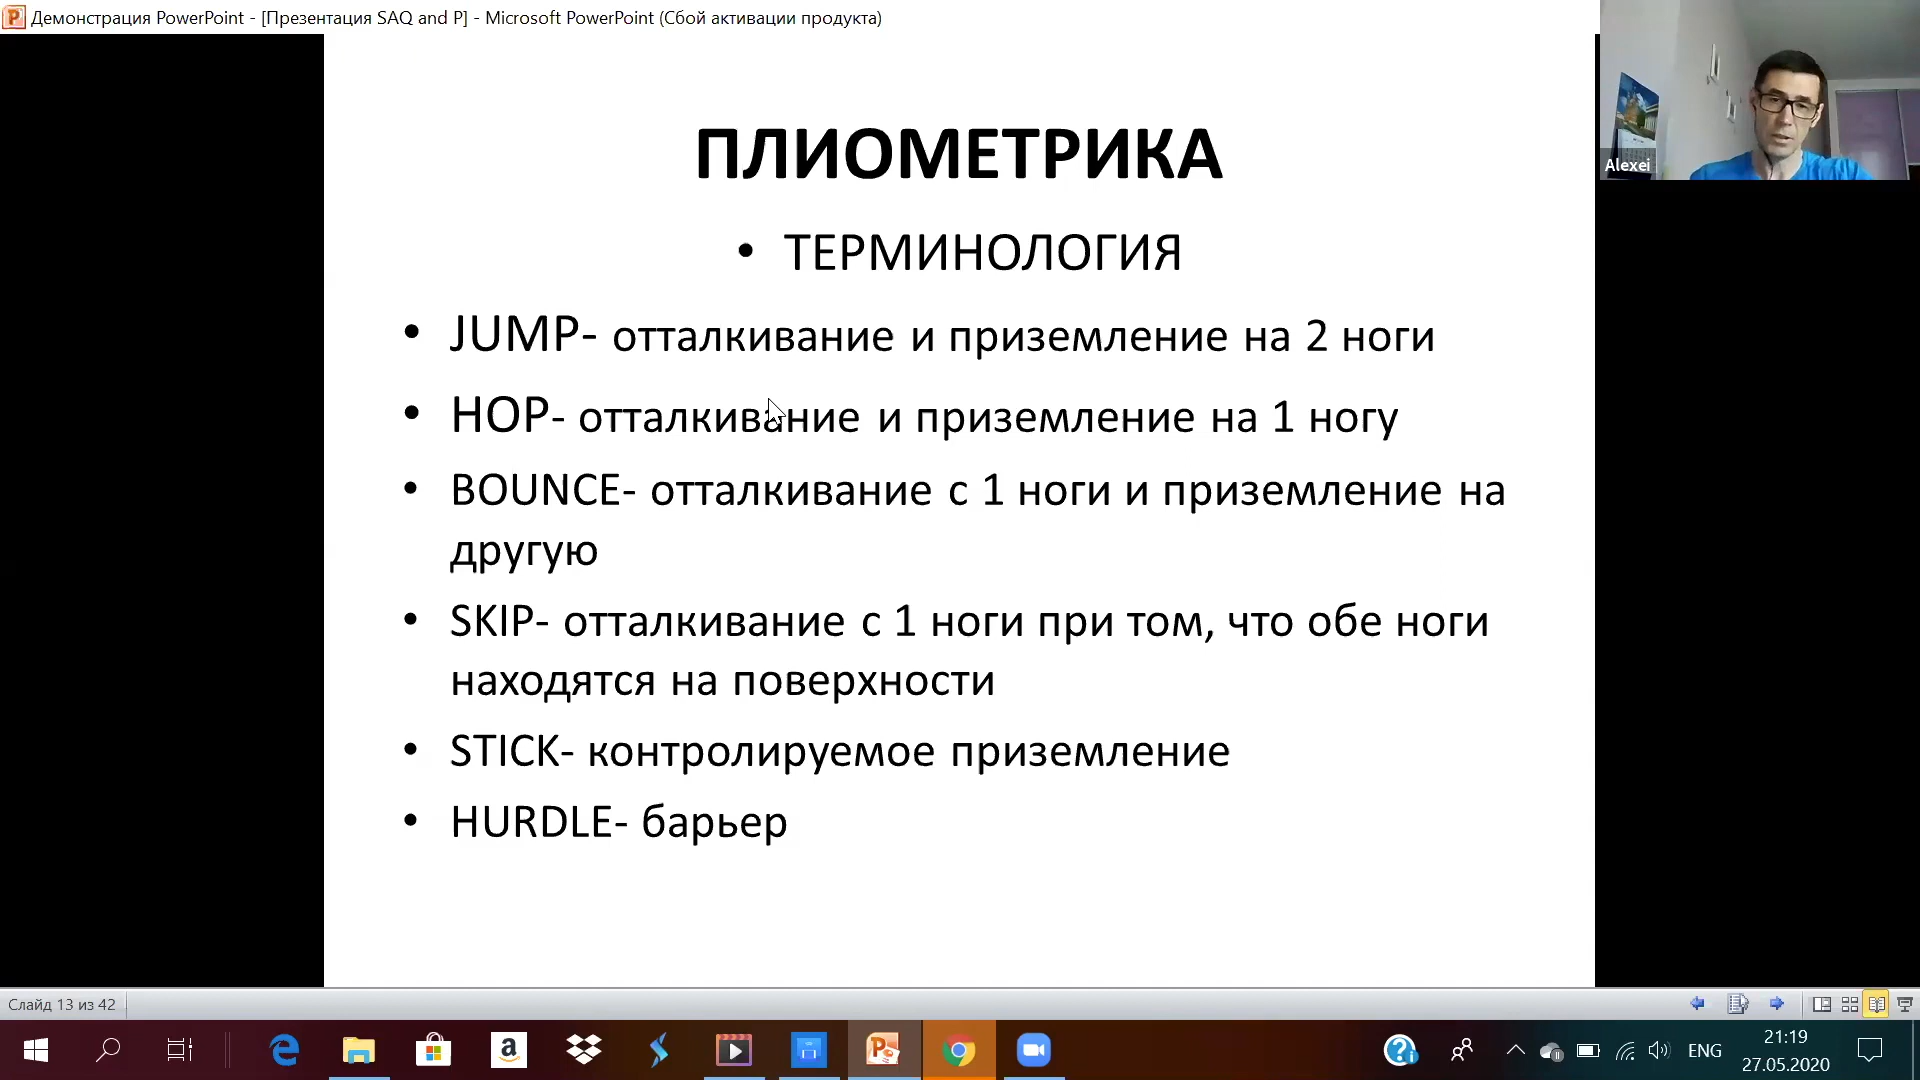 Демонстрация PowerPoint - [Презентация SAQ and P] - Microsoft PowerPoint (Сбой активации продукта)
Alexei
ПЛИОМЕТРИКА
• ТЕРМИНОЛОГИЯ
• JUMP- отталкивание и приземление на 2 ноги
• HOP- отталкивание и приземление на 1 ногу
• BOUNCE- отталкивание с 1 ноги и приземление на
другую
• SKIP- отталкивание с 1 ноги при том, что обе ноги
находятся на поверхности
• STICK- контролируемое приземление
• HURDLE- барьер
Слайд 13 из 42
ENG
21:19
27.05.2020